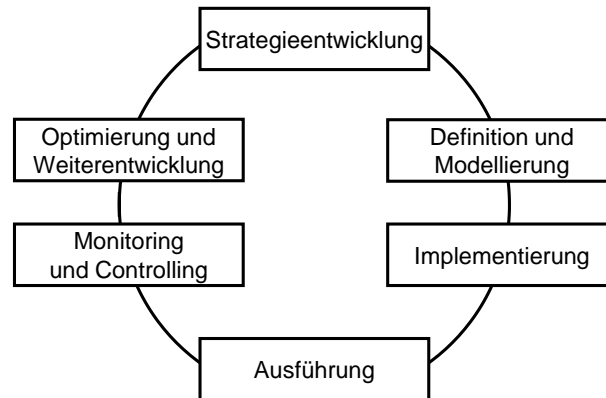 Strategieentwicklung
Optimierung und
Weiterentwicklung
Definition und
Modellierung
Monitoring
und Controlling
Implementierung
Ausführung